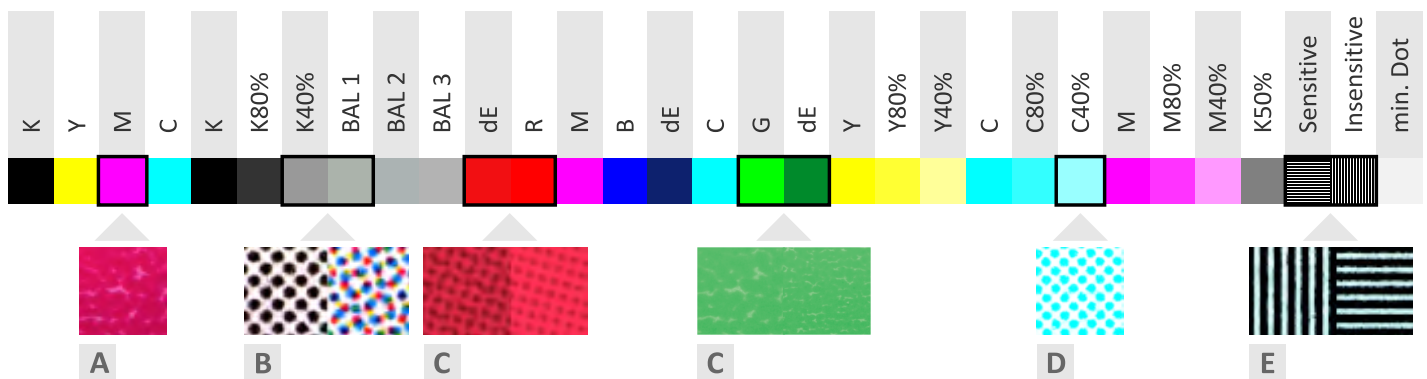 K
Y
M
C
K
K80%
K40%
BAL 1
BAL 2
BAL 3
dE
R
M
B
dE
C
G
dE
Y
Y80%
Y40%
C
C80%
C40%
M
M80%
M40%
K50%
Sensitive
Insensitive
min. Dot
A
B
C
C
D
E